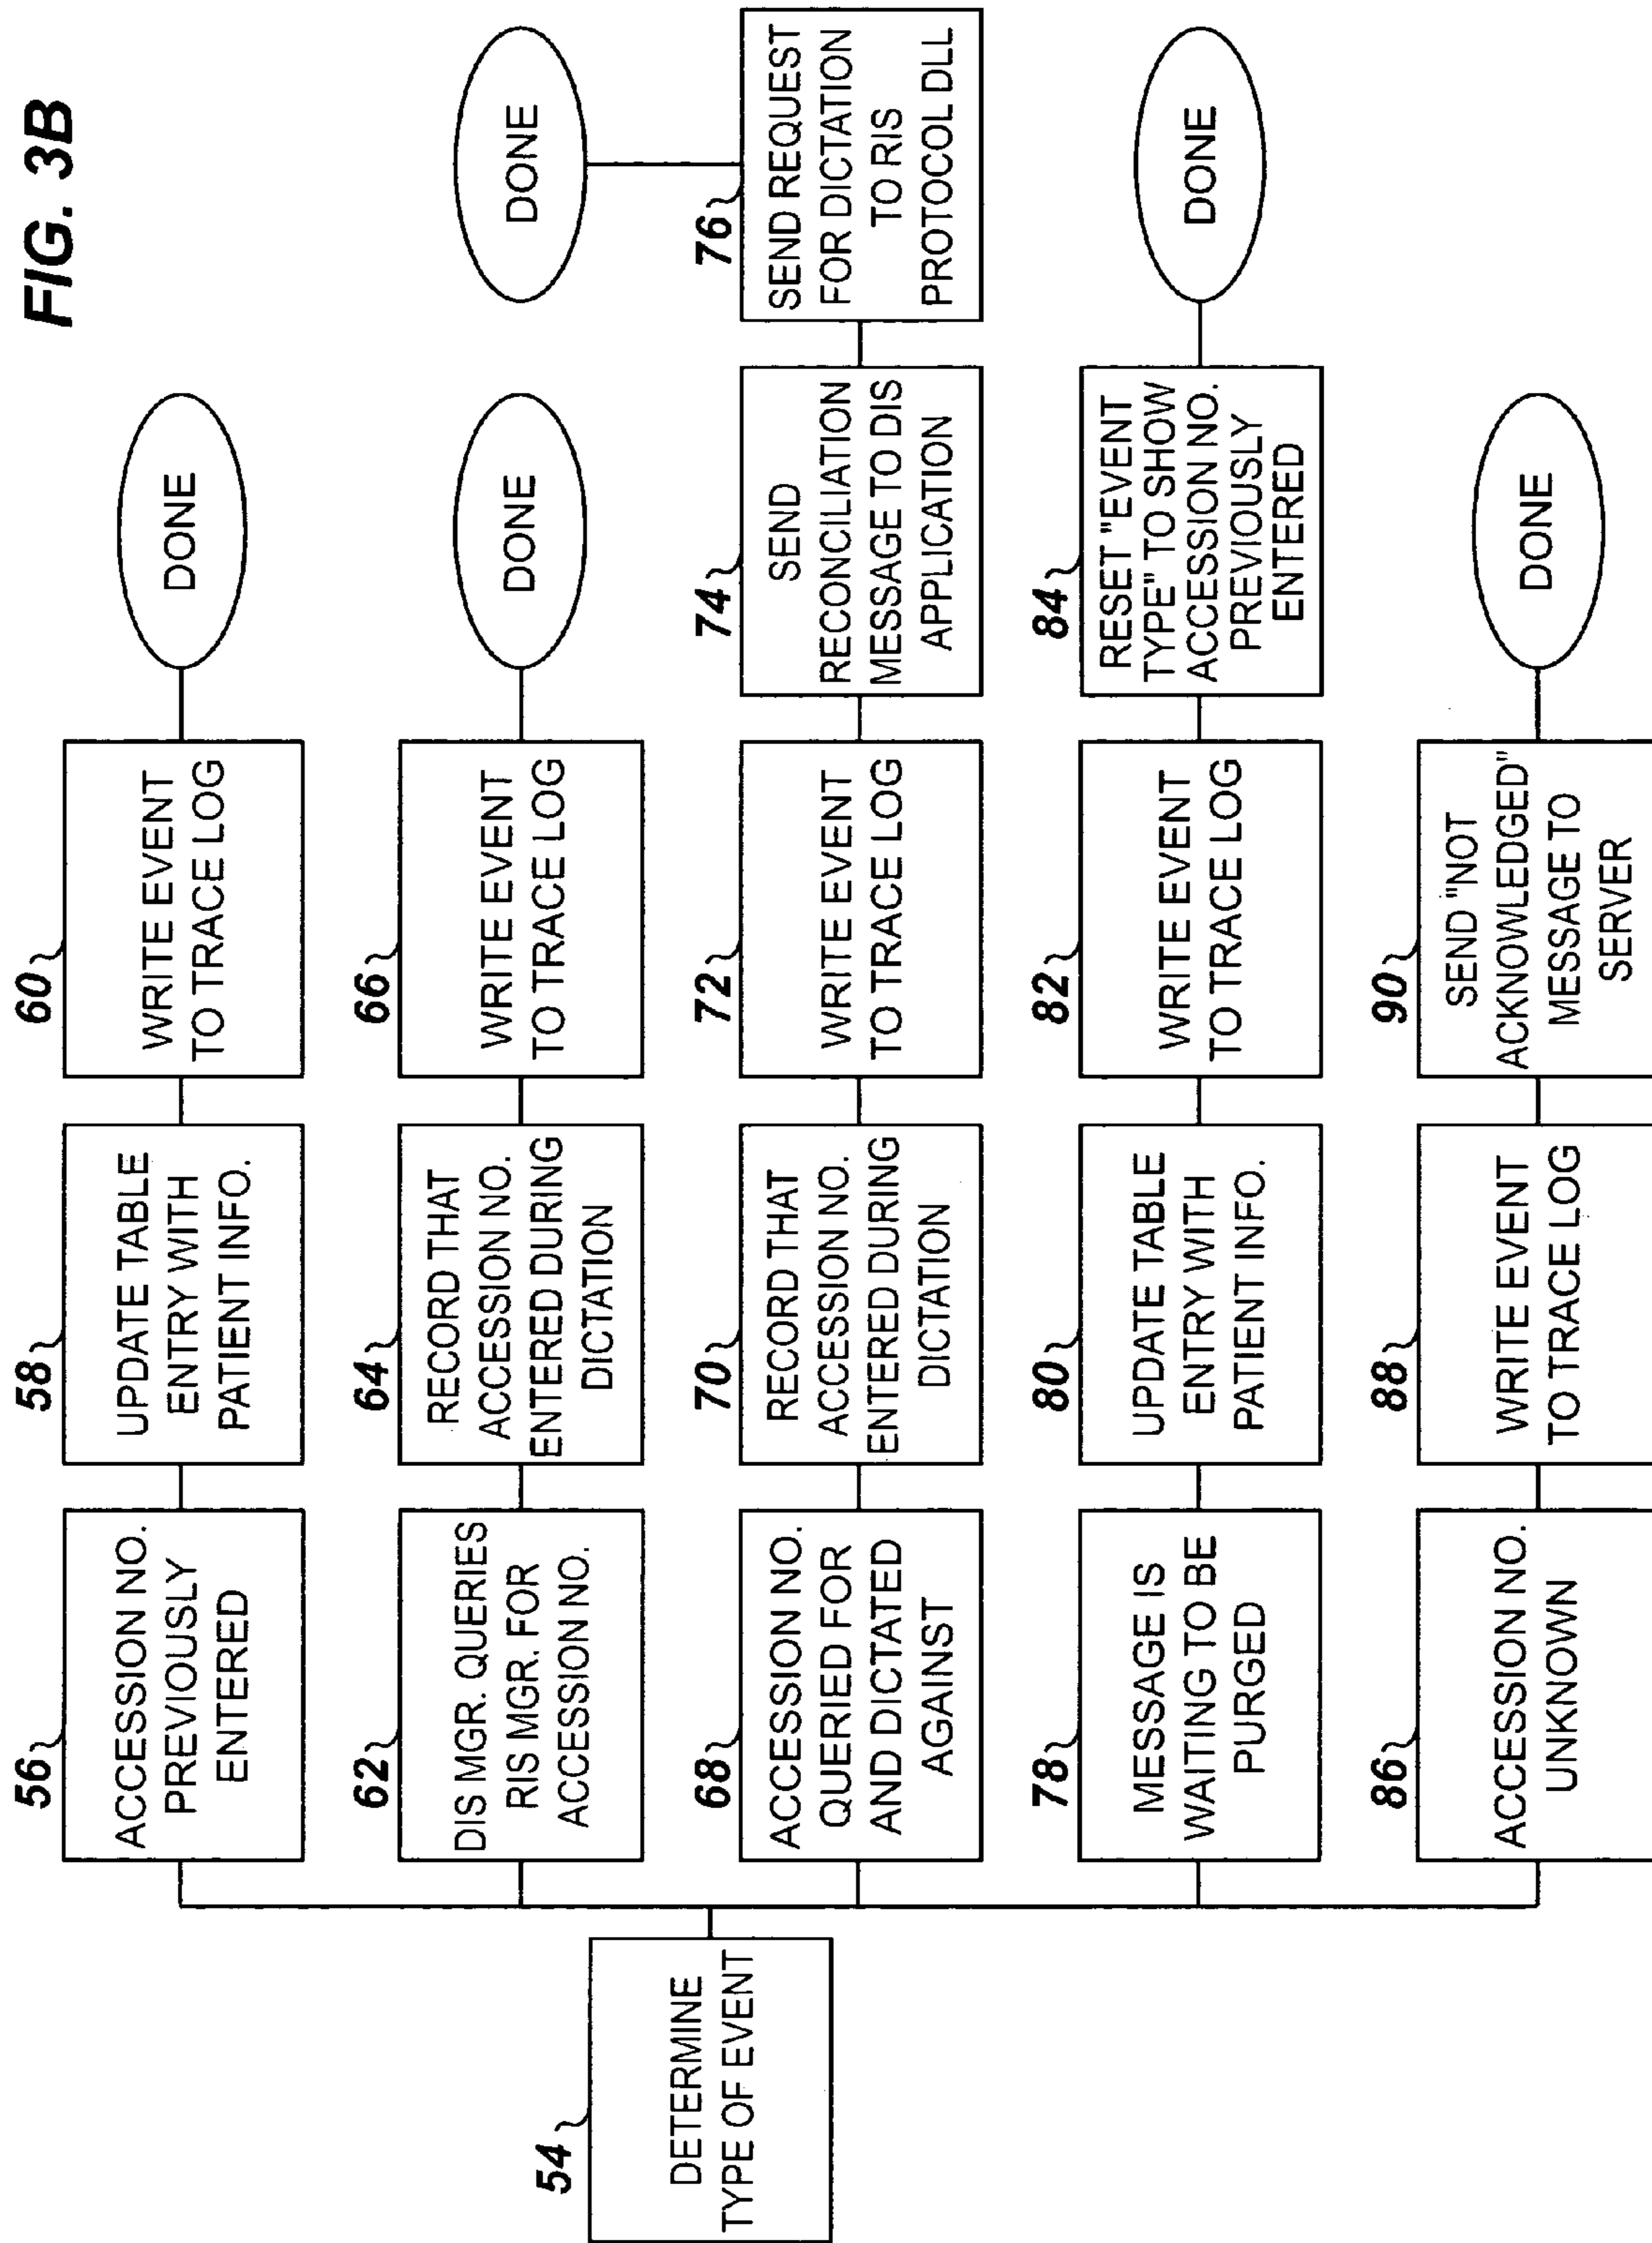 FIG. 3B
54
DETERMINE
TYPE OF EVENT
56
ACCESSION NO.
PREVIOUSLY
ENTERED
58
UPDATE TABLE
ENTRY WITH
PATIENT INFO.
60
WRITE EVENT
TO TRACE LOG
DONE
62
DIS MGR. QUERIES
RIS MGR. FOR
ACCESSION NO.
64
RECORD THAT
ACCESSION NO.
ENTERED DURING
DICTATION
66
WRITE EVENT
TO TRACE LOG
DONE
68
ACCESSION NO.
QUERIED FOR
AND DICTATED
AGAINST
70
RECORD THAT
ACCESSION NO.
ENTERED DURING
DICTATION
72
WRITE EVENT
TO TRACE LOG
74
SEND
RECONCILIATION
MESSAGE TO DIS
APPLICATION
76
SEND REQUEST
FOR DICTATION
TO RIS
PROTOCOL DLL
DONE
78
MESSAGE IS
WAITING TO BE
PURGED
80
UPDATE TABLE
ENTRY WITH
PATIENT INFO.
82
WRITE EVENT
TO TRACE LOG
84
RESET "EVENT
TYPE" TO SHOW
ACCESSION NO.
PREVIOUSLY
ENTERED
DONE
86
ACCESSION NO.
UNKNOWN
88
WRITE EVENT
TO TRACE LOG
90
SEND "NOT
ACKNOWLEDGED"
MESSAGE TO
SERVER
DONE